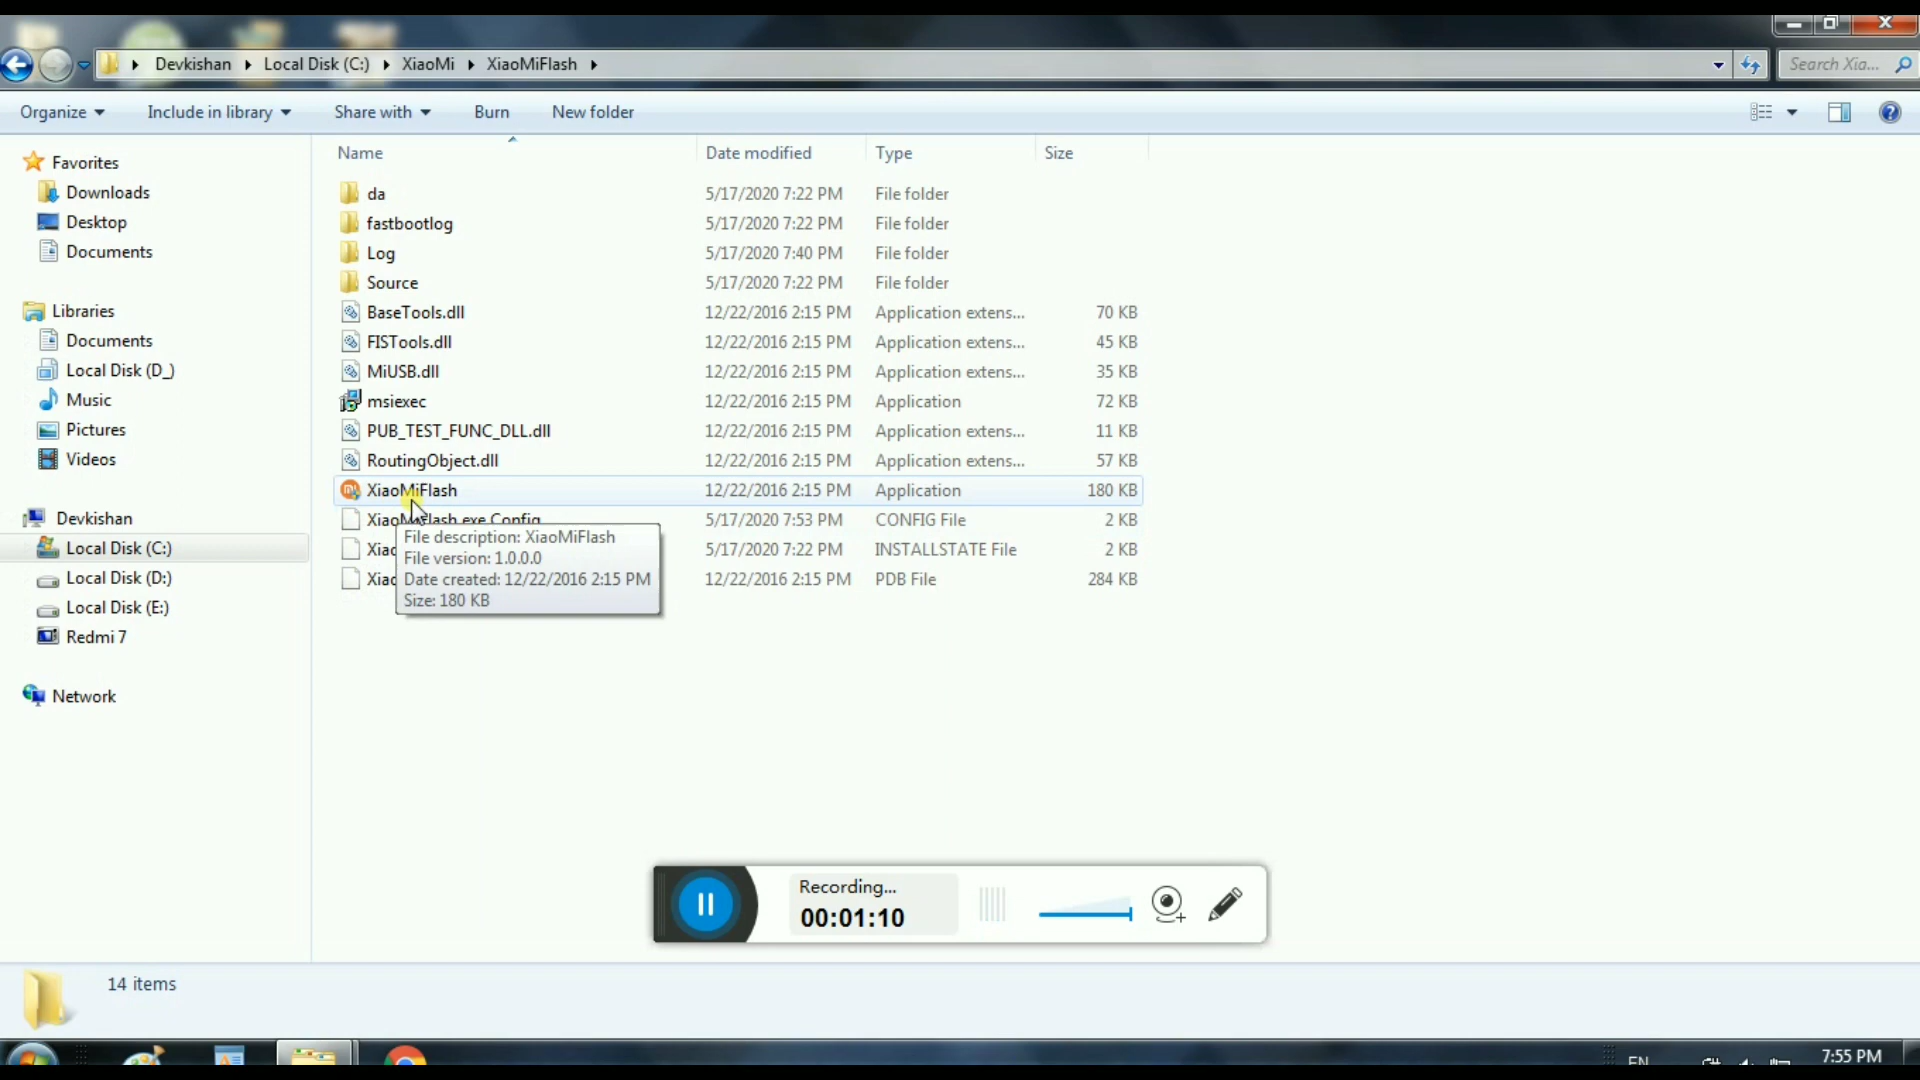 Devkishan Local Disk (C:) XiaoMi XiaoMiFlash
Search Xia...
Organize Include in library Share with Burn New folder
Name Date modified Type Size
Favorites
Downloads
Desktop
Documents
Libraries
Documents
Local Disk (D_)
Music
Pictures
Videos
Devkishan
Local Disk (C:)
Local Disk (D:)
Local Disk (E:)
Redmi 7
Network
da 5/17/2020 7:22 PM File folder
fastbootlog 5/17/2020 7:22 PM File folder
Log 5/17/2020 7:40 PM File folder
Source 5/17/2020 7:22 PM File folder
BaseTools.dll 12/22/2016 2:15 PM Application extens... 70 KB
FISTools.dll 12/22/2016 2:15 PM Application extens... 45 KB
MiUSB.dll 12/22/2016 2:15 PM Application extens... 35 KB
msiexec 12/22/2016 2:15 PM Application 72 KB
PUB_TEST_FUNC_DLL.dll 12/22/2016 2:15 PM Application extens... 11 KB
RoutingObject.dll 12/22/2016 2:15 PM Application extens... 57 KB
XiaoMiFlash 12/22/2016 2:15 PM Application 180 KB
XiaoMiFlash.exe.Config 5/17/2020 7:53 PM CONFIG File 2 KB
Xiao 5/17/2020 7:22 PM INSTALLSTATE File 2 KB
Xiao 12/22/2016 2:15 PM PDB File 284 KB
File description: XiaoMiFlash
File version: 1.0.0.0
Date created: 12/22/2016 2:15 PM
Size: 180 KB
Recording...
00:01:10
14 items
EN
7:55 PM